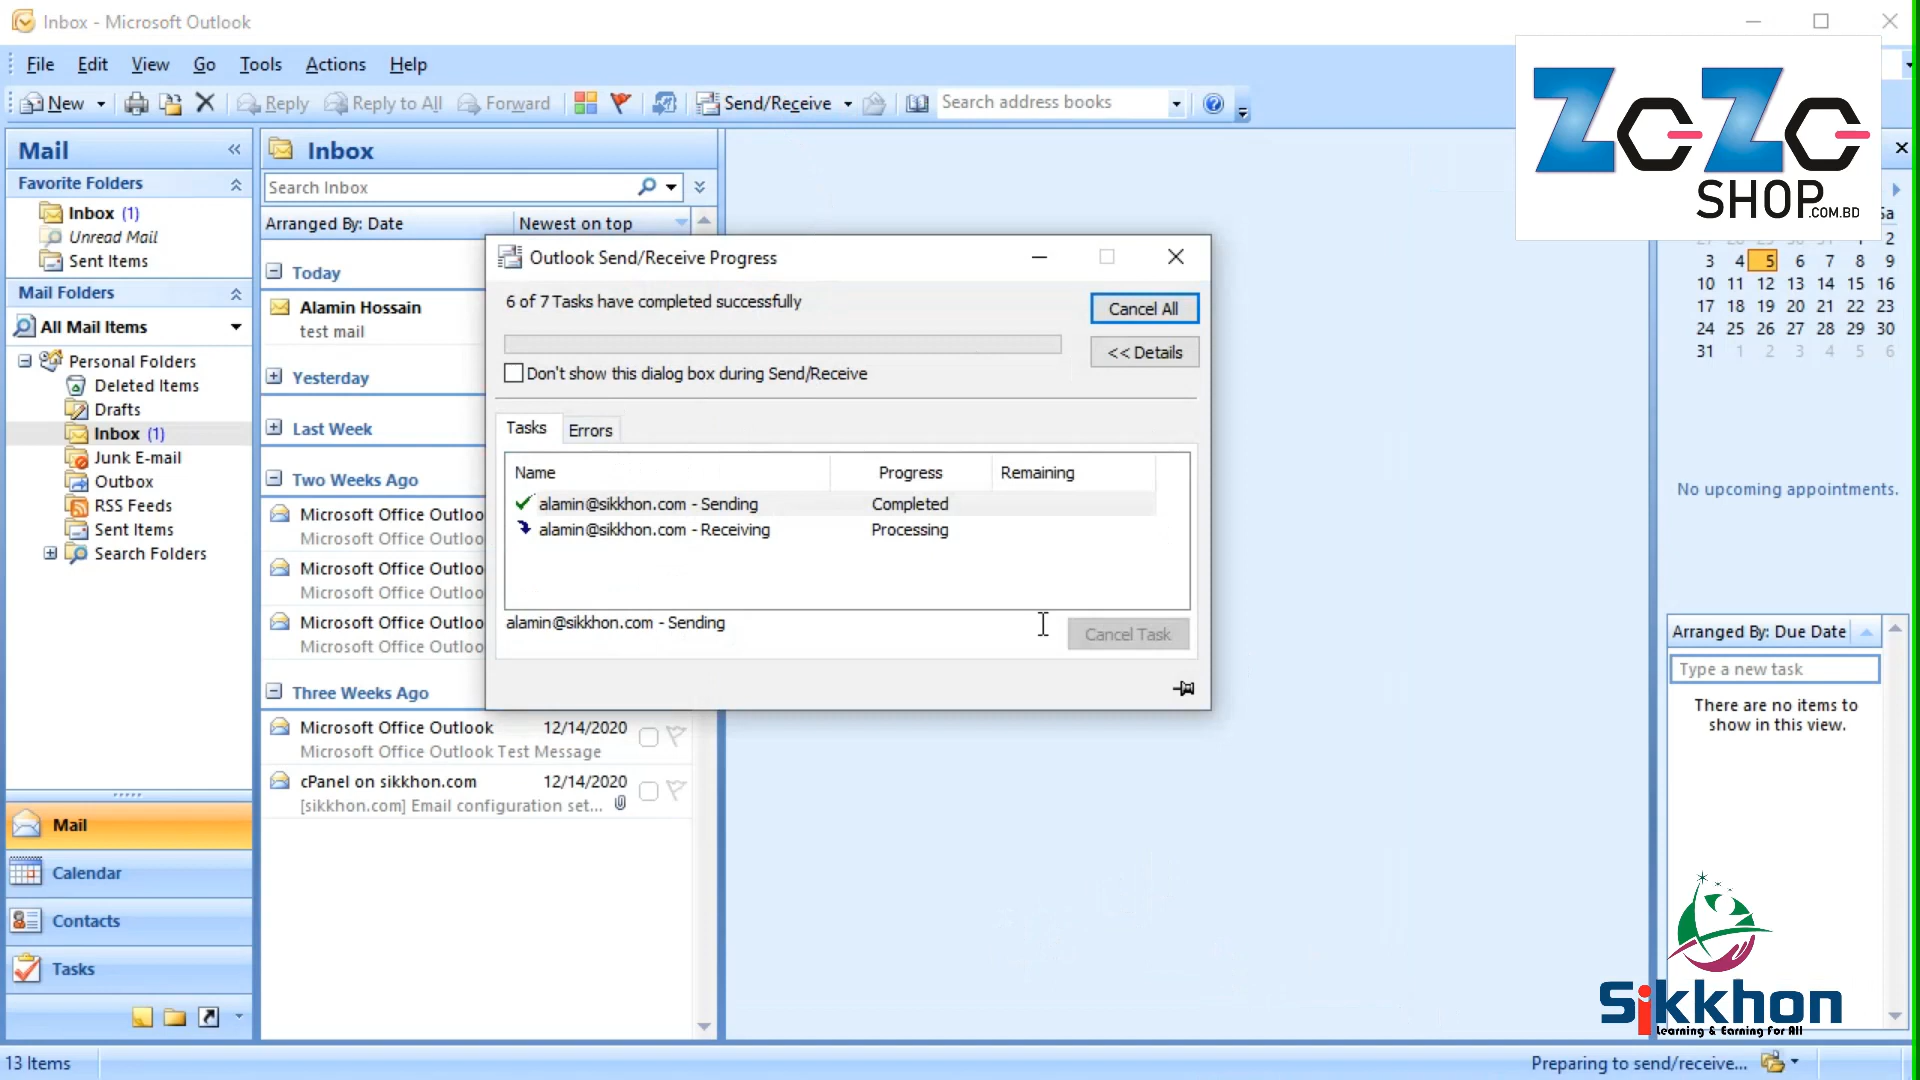 Inbox - Microsoft Outlook
File Edit View Go Tools Actions Help
New Reply Reply to All Forward Send/Receive Search address books
ZoZo
SHOP.COM.BD
Mail
Favorite Folders
Inbox (1)
Unread Mail
Sent Items
Mail Folders
All Mail Items
Personal Folders
Deleted Items
Drafts
Inbox (1)
Junk E-mail
Outbox
RSS Feeds
Sent Items
Search Folders
Mail
Calendar
Contacts
Tasks
Inbox
Search Inbox
Arranged By: Date Newest on top
Today
Alamin Hossain
test mail
Yesterday
Last Week
Two Weeks Ago
Microsoft Office Outloo
Microsoft Office Outloo
Microsoft Office Outloo
Microsoft Office Outloo
Microsoft Office Outloo
Microsoft Office Outloo
Three Weeks Ago
Microsoft Office Outlook 12/14/2020
Microsoft Office Outlook Test Message
cPanel on sikkhon.com 12/14/2020
[sikkhon.com] Email configuration set...
Outlook Send/Receive Progress
6 of 7 Tasks have completed successfully
Cancel All
<< Details
Don't show this dialog box during Send/Receive
Tasks Errors
Name Progress Remaining
alamin@sikkhon.com - Sending Completed
alamin@sikkhon.com - Receiving Processing
alamin@sikkhon.com - Sending
Cancel Task
Sa
27 28 29 30 31 1 2
3 4 5 6 7 8 9
10 11 12 13 14 15 16
17 18 19 20 21 22 23
24 25 26 27 28 29 30
31 1 2 3 4 5 6
No upcoming appointments.
Arranged By: Due Date
Type a new task
There are no items to
show in this view.
Sikkhon
Learning & Earning For All
13 Items
Preparing to send/receive...